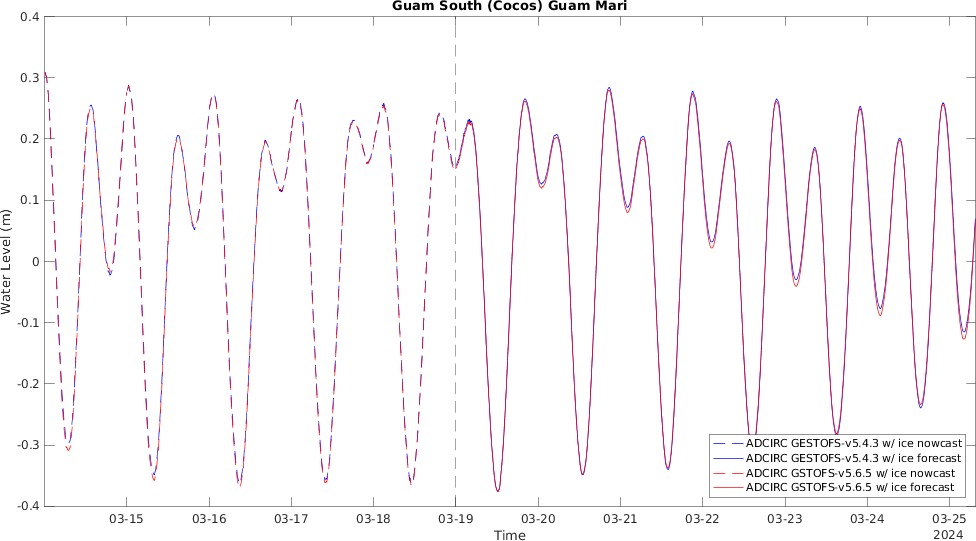 Guam South (Cocos) Guam Mari
0.4
0.3
0.2
0.1
0
-0.1
-0.2
-0.3
-0.4
Water Level (m)
ADCIRC GESTOFS-v5.4.3 w/ ice nowcast
ADCIRC GESTOFS-v5.4.3 w/ ice forecast
ADCIRC GSTOFS-v5.6.5 w/ ice nowcast
ADCIRC GSTOFS-v5.6.5 w/ ice forecast
03-15 03-16 03-17 03-18 03-19 03-20 03-21 03-22 03-23 03-24 03-25
Time
2024